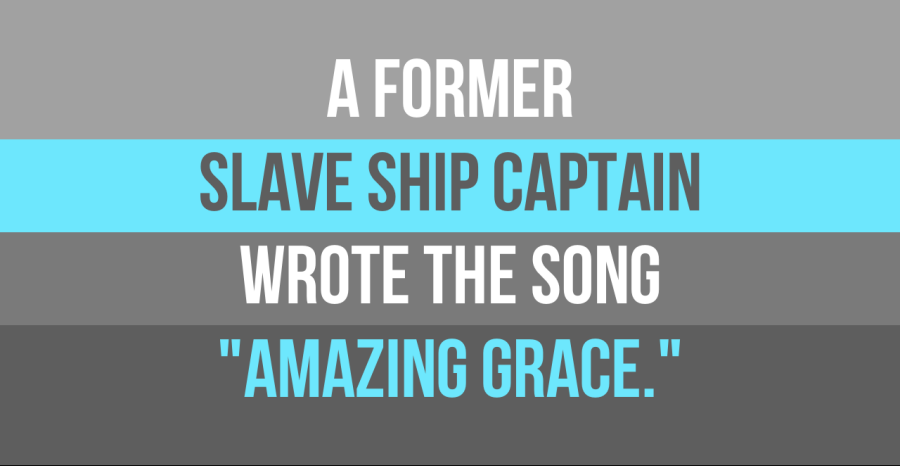 A FORMER
SLAVE SHIP CAPTAIN
WROTE THE SONG
"AMAZING GRACE."